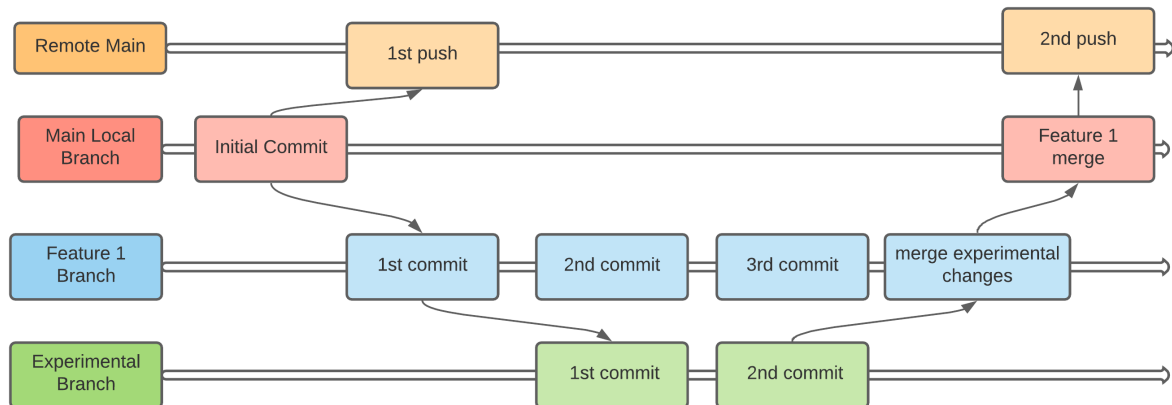 Remote Main
1st push
2nd push
Main Local
Branch
Initial Commit
Feature 1
merge
Feature 1
Branch
1st commit
2nd commit
3rd commit
merge experimental
changes
Experimental
Branch
1st commit
2nd commit